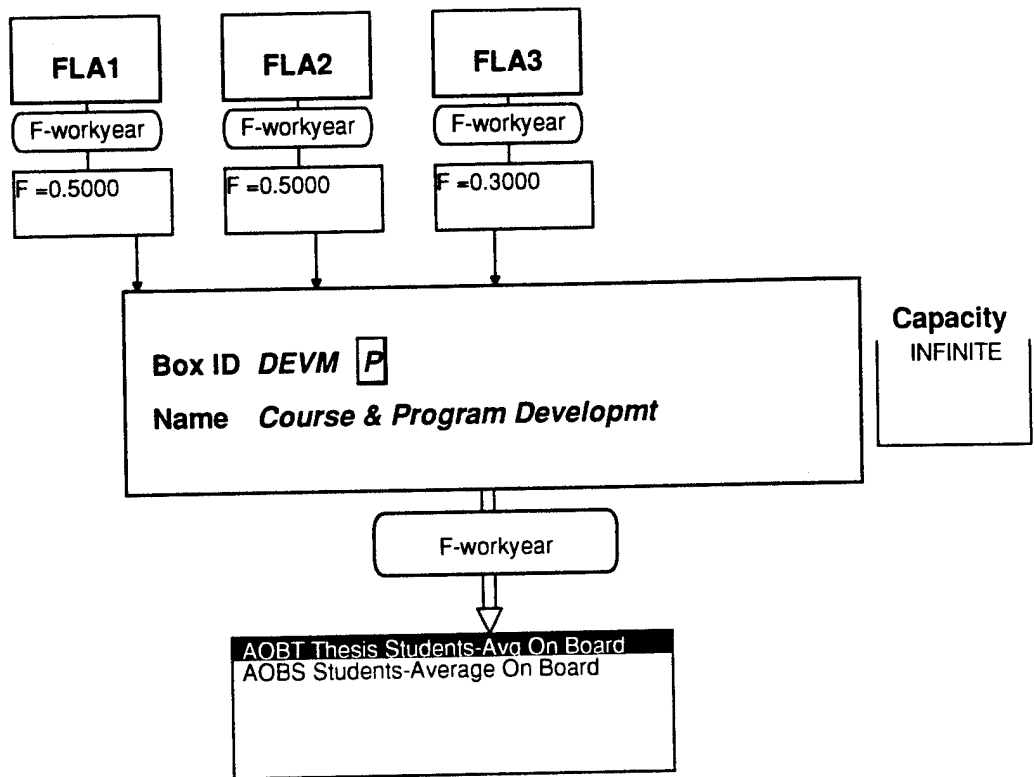 FLA1
FLA2
FLA3
F-workyear
F-workyear
F-workyear
F =0.5000
F =0.5000
F =0.3000
Box ID DEVM P
Name Course & Program Developmt
Capacity
INFINITE
F-workyear
AOBT Thesis Students-Avg On Board
AOBS Students-Average On Board